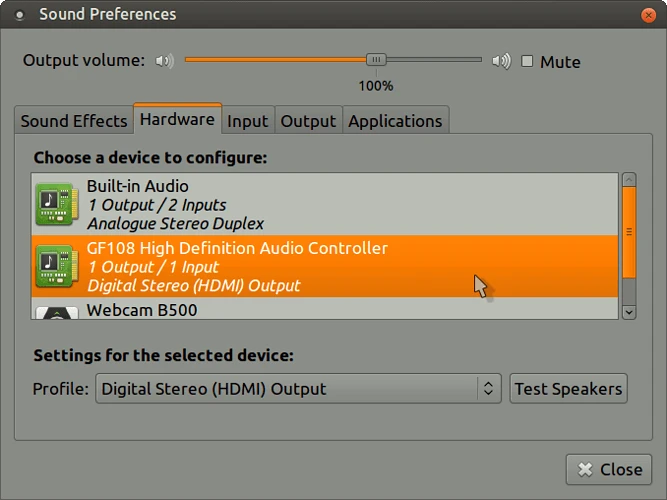 Sound Preferences
Output volume:
Mute
100%
Sound Effects
Hardware
Input
Output
Applications
Choose a device to configure:
Built-in Audio
1 Output / 2 Inputs
Analogue Stereo Duplex
GF108 High Definition Audio Controller
1 Output / 1 Input
Digital Stereo (HDMI) Output
Webcam B500
Settings for the selected device:
Profile: Digital Stereo (HDMI) Output
Test Speakers
Close